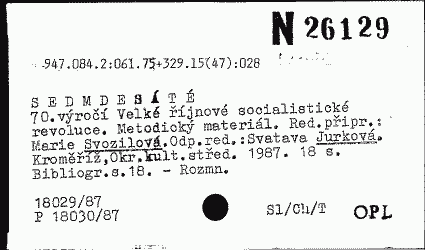 N 26129
947.084.2:061.75+329.15(47):028
S E D M D E S Á T É
70.výročí Velké říjnové socialistické
revoluce. Metodický materiál. Red.připr.:
Marie Svozilová.Odp.red.:Svatava Jurková.
Kroměříž,Okr.kult.střed. 1987. 18 s.
Bibliogr.s.18. - Rozmn.
18029/87
P 18030/87
Sl/Ch/T
OPL